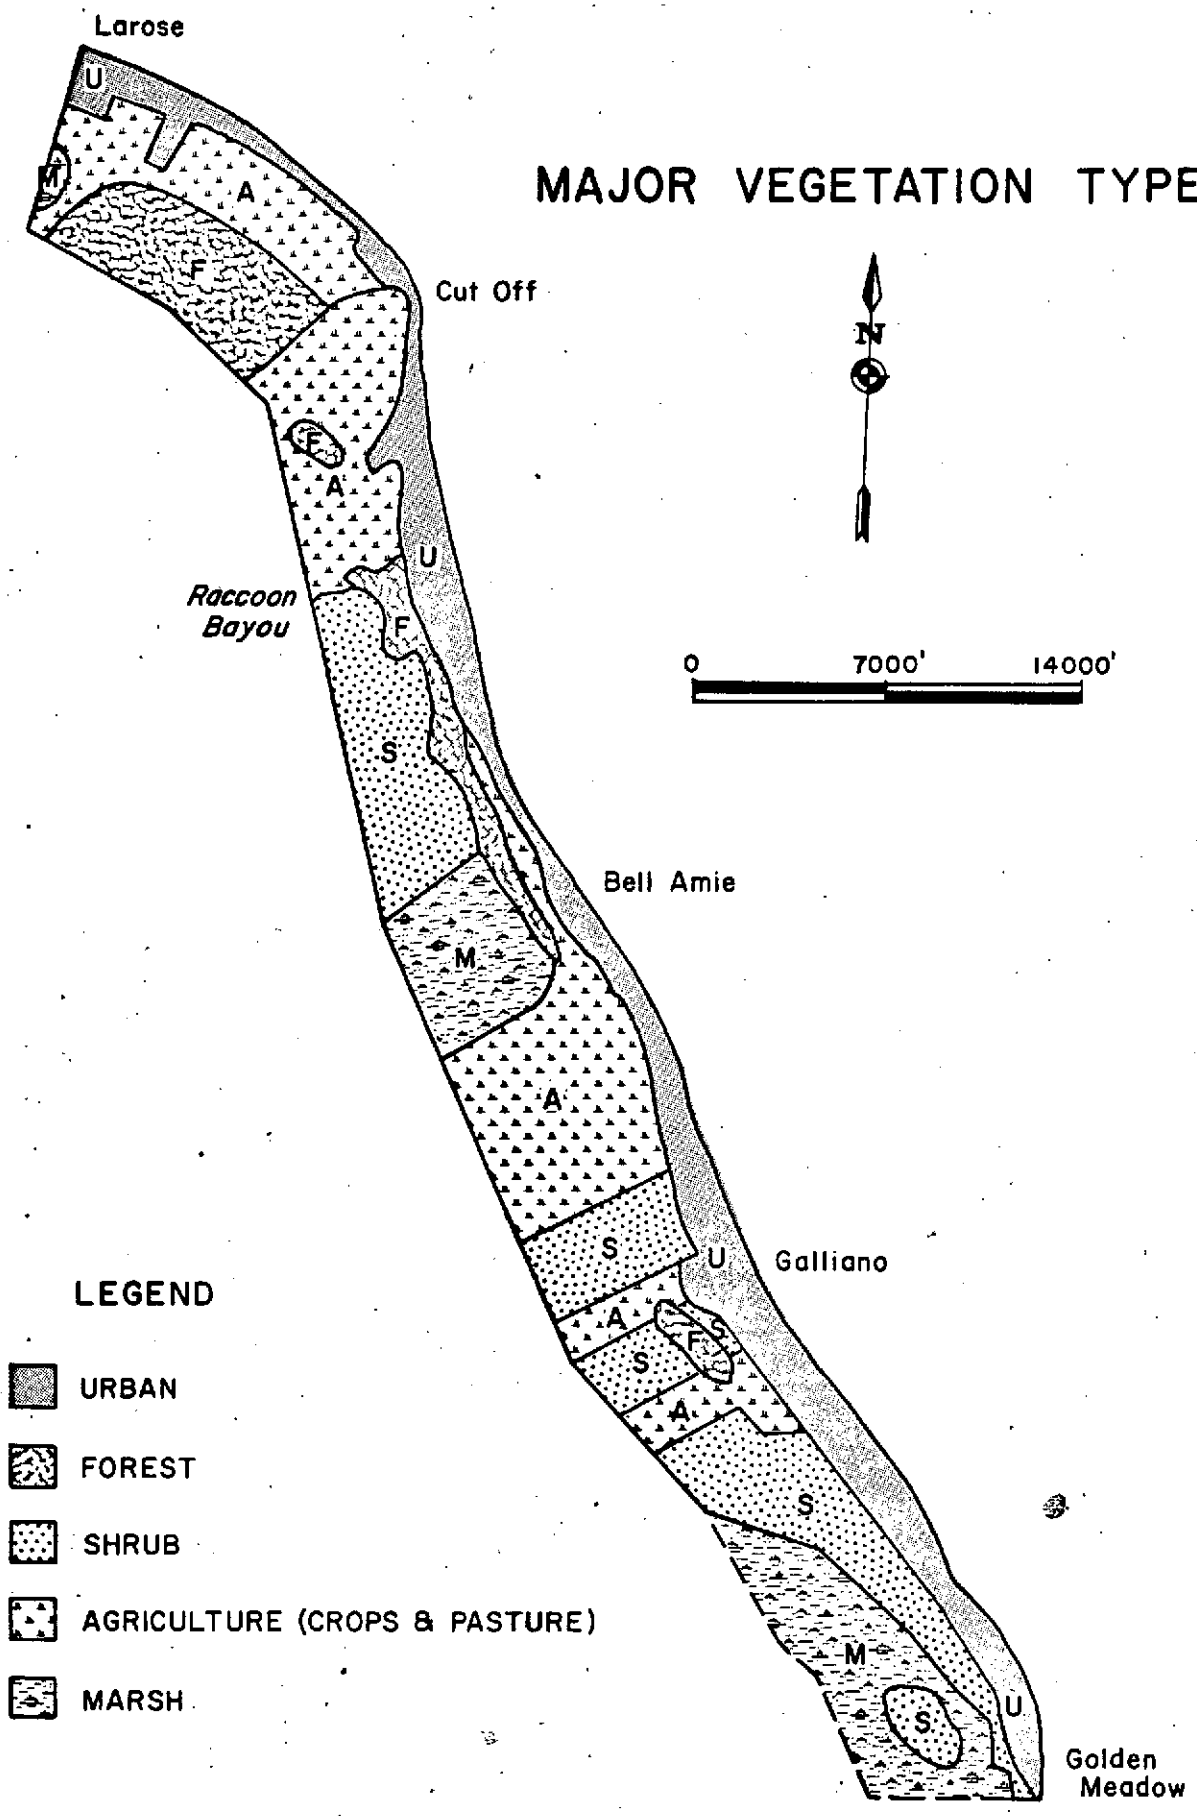 Larose
U
MAJOR VEGETATION TYPE
M
A
F
Cut Off
N
F
A
U
Raccoon
Bayou
F
0 7000' 14000'
S
Bell Amie
M
A
S
U
Galliano
LEGEND
A
S
F
S
URBAN
A
FOREST
S
SHRUB
AGRICULTURE (CROPS & PASTURE)
M
MARSH
S
U
Golden
Meadow